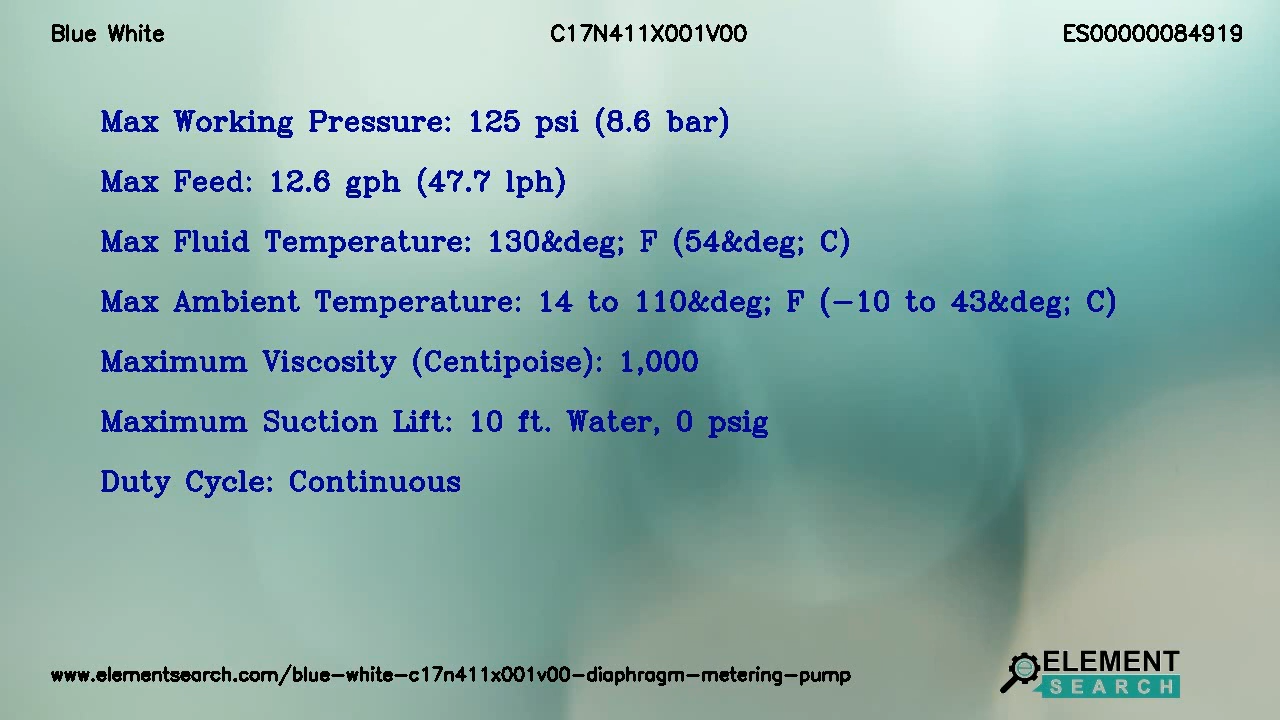 Blue White C17N411X001V00 ES00000084919
Max Working Pressure: 125 psi (8.6 bar)
Max Feed: 12.6 gph (47.7 lph)
Max Fluid Temperature: 130&deg; F (54&deg; C)
Max Ambient Temperature: 14 to 110&deg; F (-10 to 43&deg; C)
Maximum Viscosity (Centipoise): 1,000
Maximum Suction Lift: 10 ft. Water, 0 psig
Duty Cycle: Continuous
www.elementsearch.com/blue-white-c17n411x001v00-diaphragm-metering-pump
ELEMENT
SEARCH